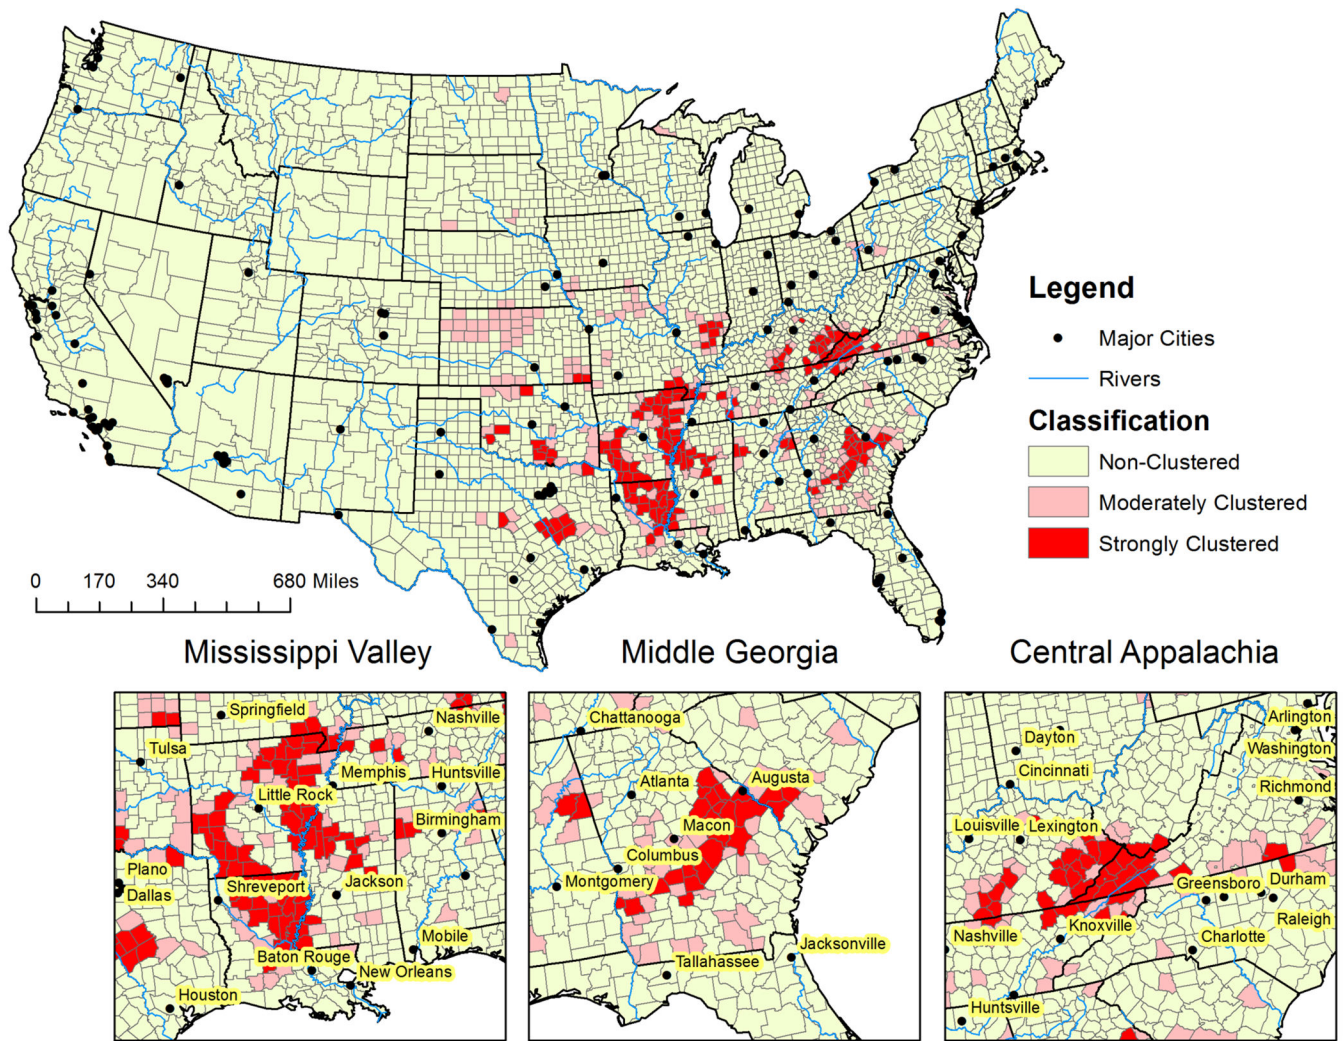 Legend
Major Cities
Rivers
Classification
Non-Clustered
Moderately Clustered
Strongly Clustered
0 170 340 680 Miles
Mississippi Valley
Middle Georgia
Central Appalachia
Springfield
Nashville
Tulsa
Memphis
Huntsville
Little Rock
Birmingham
Plano
Dallas
Shreveport
Jackson
Mobile
Baton Rouge
New Orleans
Houston
Chattanooga
Atlanta
Augusta
Macon
Columbus
Montgomery
Jacksonville
Tallahassee
Arlington
Dayton
Washington
Cincinnati
Richmond
Louisville
Lexington
Greensboro
Durham
Raleigh
Nashville
Knoxville
Charlotte
Huntsville